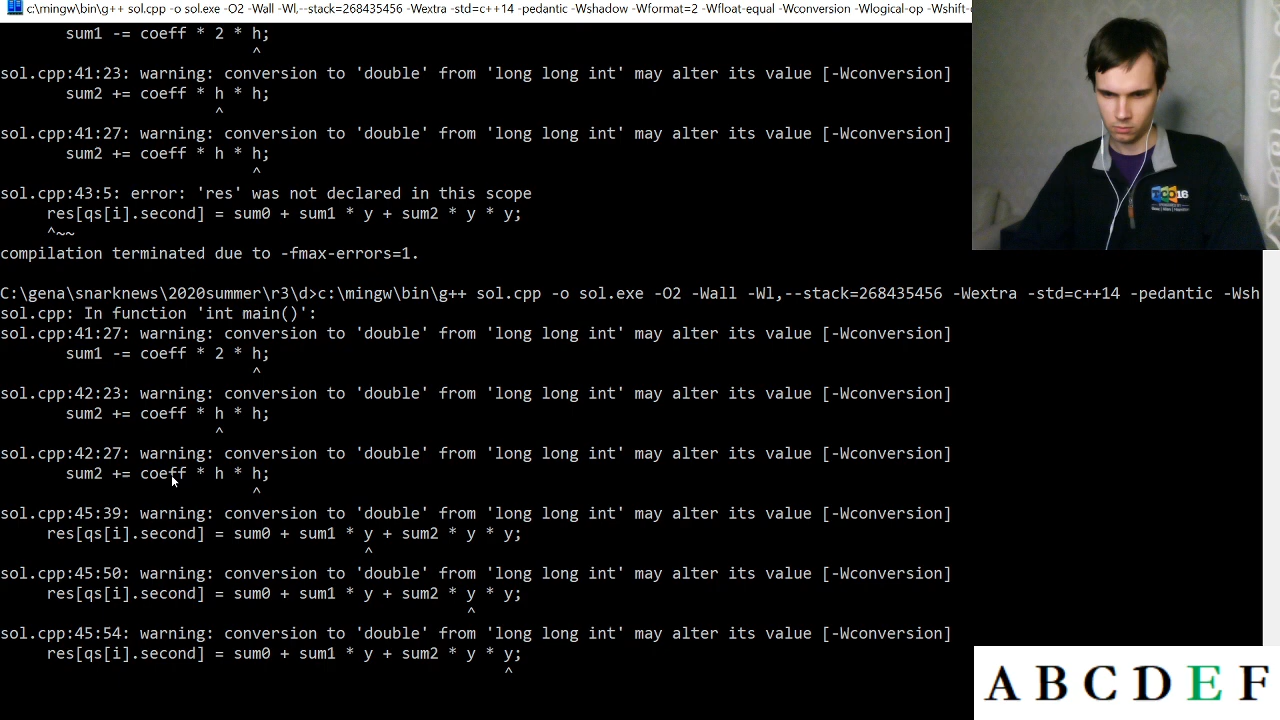 c:\mingw\bin\g++ sol.cpp -o sol.exe -O2 -Wall -Wl,--stack=268435456 -Wextra -std=c++14 -pedantic -Wshadow -Wformat=2 -Wfloat-equal -Wconversion -Wlogical-op -Wshift-
sum1 -= coeff * 2 * h;
^
sol.cpp:41:23: warning: conversion to 'double' from 'long long int' may alter its value [-Wconversion]
sum2 += coeff * h * h;
^
sol.cpp:41:27: warning: conversion to 'double' from 'long long int' may alter its value [-Wconversion]
sum2 += coeff * h * h;
^
sol.cpp:43:5: error: 'res' was not declared in this scope
res[qs[i].second] = sum0 + sum1 * y + sum2 * y * y;
^~~
compilation terminated due to -fmax-errors=1.
C:\gena\snarknews\2020summer\r3\d>c:\mingw\bin\g++ sol.cpp -o sol.exe -O2 -Wall -Wl,--stack=268435456 -Wextra -std=c++14 -pedantic -Wsh
sol.cpp: In function 'int main()':
sol.cpp:41:27: warning: conversion to 'double' from 'long long int' may alter its value [-Wconversion]
sum1 -= coeff * 2 * h;
^
sol.cpp:42:23: warning: conversion to 'double' from 'long long int' may alter its value [-Wconversion]
sum2 += coeff * h * h;
^
sol.cpp:42:27: warning: conversion to 'double' from 'long long int' may alter its value [-Wconversion]
sum2 += coeff * h * h;
^
sol.cpp:45:39: warning: conversion to 'double' from 'long long int' may alter its value [-Wconversion]
res[qs[i].second] = sum0 + sum1 * y + sum2 * y * y;
^
sol.cpp:45:50: warning: conversion to 'double' from 'long long int' may alter its value [-Wconversion]
res[qs[i].second] = sum0 + sum1 * y + sum2 * y * y;
^
sol.cpp:45:54: warning: conversion to 'double' from 'long long int' may alter its value [-Wconversion]
res[qs[i].second] = sum0 + sum1 * y + sum2 * y * y;
^
A B C D E F